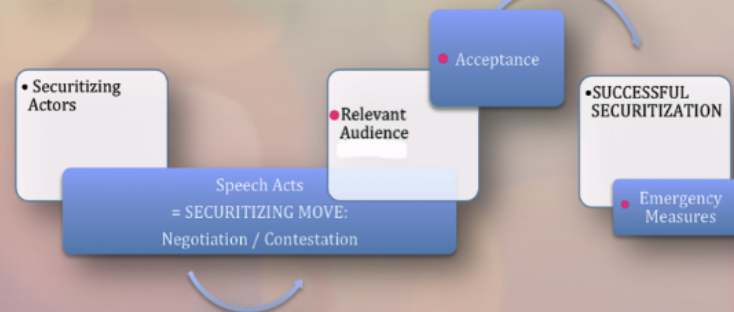 • Securitizing
Actors
Speech Acts
= SECURITIZING MOVE:
Negotiation / Contestation
• Relevant
Audience
• Acceptance
•SUCCESSFUL
SECURITIZATION
• Emergency
Measures